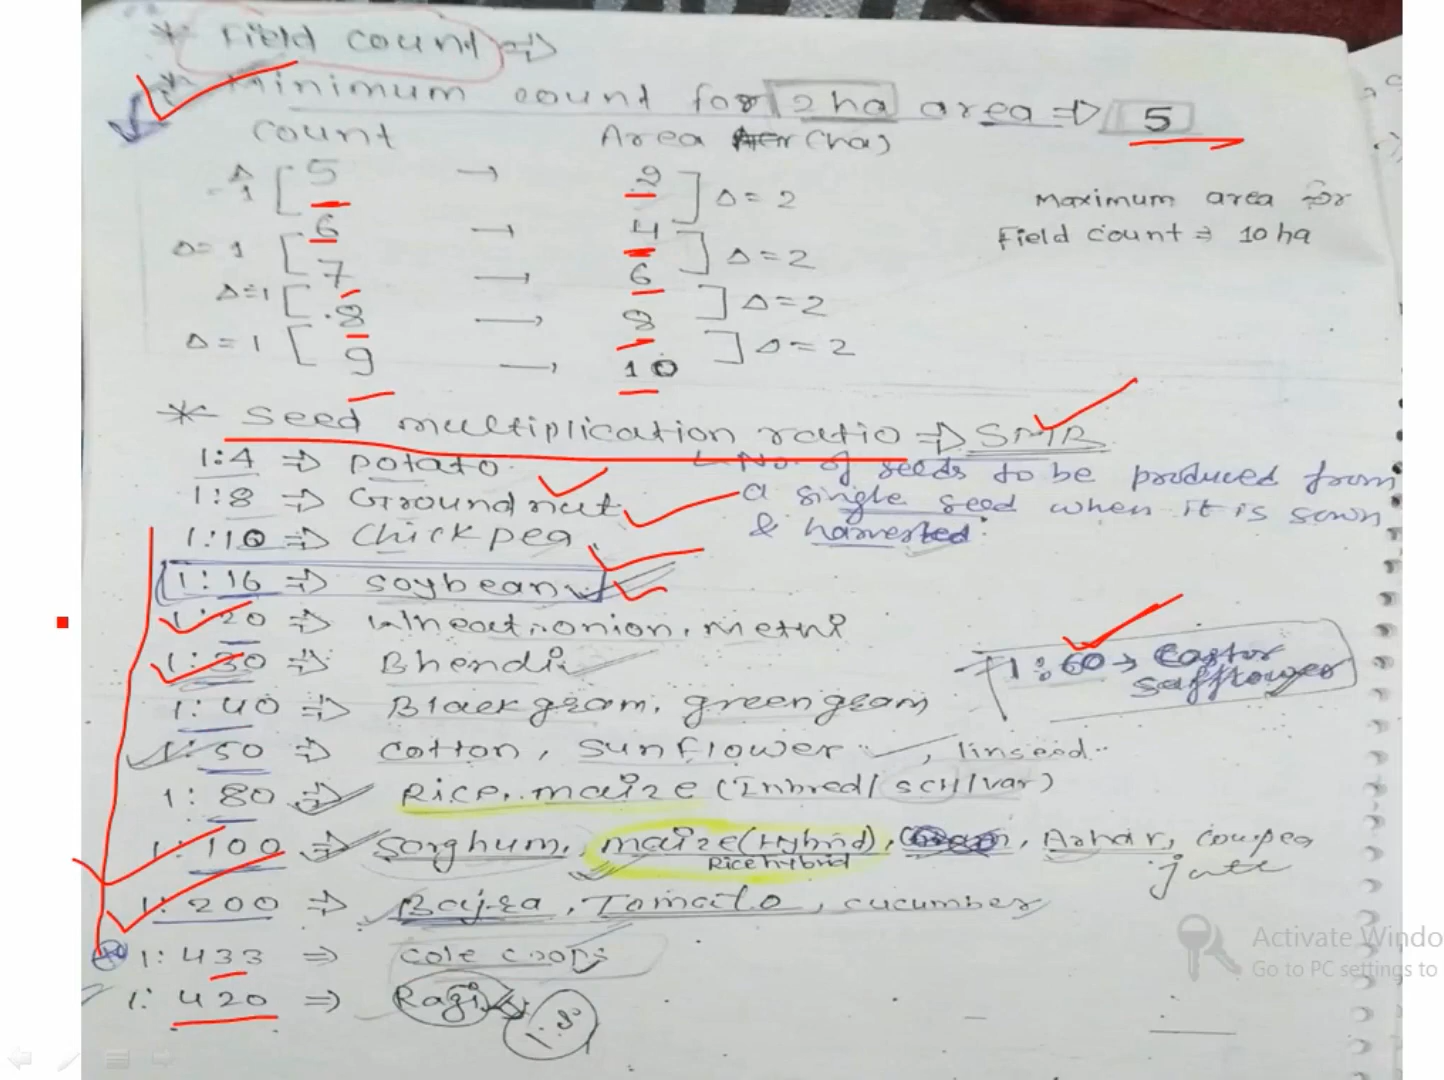 * Field count ⇒
* Minimum count for 2 ha area ⇒ 5
Count Area (ha)
Δ 1 [ 5 → 2 ] Δ = 2
Maximum area for
6 → 4
Field count ⇒ 10 ha
Δ = 1 [ 7 → 6 ] Δ = 2
Δ = 1 [ 8 → 8 ] Δ = 2
Δ = 1 [ 9 → 10 ] Δ = 2
* Seed multiplication ratio ⇒ SMR
1:4 ⇒ potato
No. of seeds to be produced from
1:8 ⇒ Groundnut
a single seed when it is sown
1:10 ⇒ Chickpea
& harvested.
1:16 ⇒ soybean
1:20 ⇒ Wheat, onion, methi
1:30 ⇒ Bhendi
1:60 → Castor
Safflower
1:40 ⇒ Blackgram, greengram
1:50 ⇒ cotton, sunflower, linseed..
1:80 ⇒ Rice, maize (Inbred/ SCH/Var)
1:100 ⇒ Sorghum, maize (Hybrid), Arhar, cowpea
Rice hybrid
jute
1:200 ⇒ Bajra, Tomato, cucumber
1:433 ⇒ cole crops
1:420 ⇒ Ragi
1:8
Activate Windo
Go to PC settings to